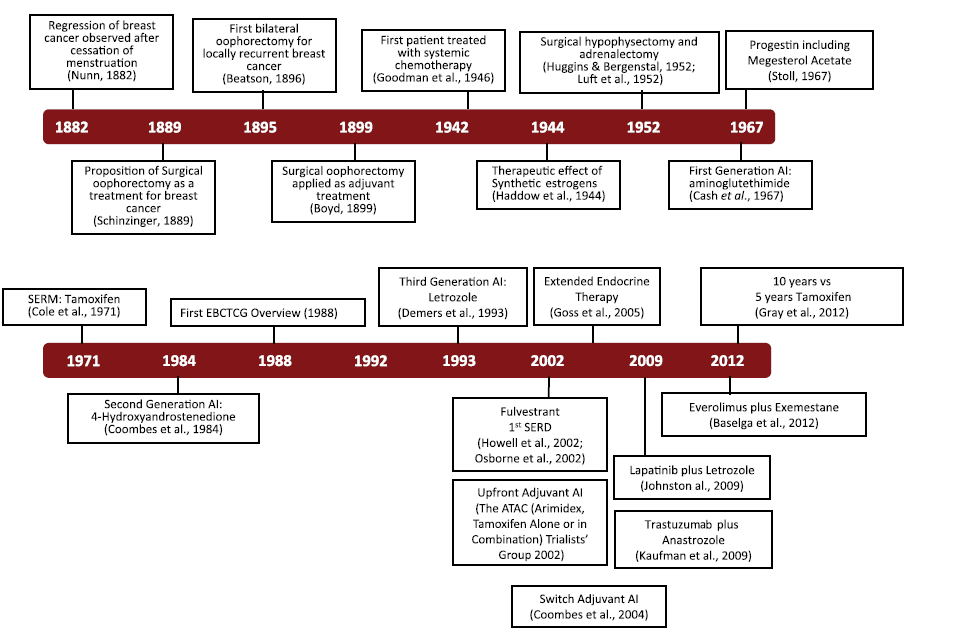 Regression of breast
cancer observed after
cessation of
menstruation
(Nunn, 1882)
First bilateral
oophorectomy for
locally recurrent breast
cancer
(Beatson, 1896)
First patient treated
with systemic
chemotherapy
(Goodman et al., 1946)
Surgical hypophysectomy and
adrenalectomy
(Huggins & Bergenstal, 1952;
Luft et al., 1952)
Progestin including
Megesterol Acetate
(Stoll, 1967)
1882 1889 1895 1899 1942 1944 1952 1967
Proposition of Surgical
oophorectomy as a
treatment for breast
cancer
(Schinzinger, 1889)
Surgical oophorectomy
applied as adjuvant
treatment
(Boyd, 1899)
Therapeutic effect of
Synthetic estrogens
(Haddow et al., 1944)
First Generation AI:
aminoglutethimide
(Cash et al., 1967)
SERM: Tamoxifen
(Cole et al., 1971)
First EBCTCG Overview (1988)
Third Generation AI:
Letrozole
(Demers et al., 1993)
Extended Endocrine
Therapy
(Goss et al., 2005)
10 years vs
5 years Tamoxifen
(Gray et al., 2012)
1971 1984 1988 1992 1993 2002 2009 2012
Second Generation AI:
4-Hydroxyandrostenedione
(Coombes et al., 1984)
Fulvestrant
1st SERD
(Howell et al., 2002;
Osborne et al., 2002)
Everolimus plus Exemestane
(Baselga et al., 2012)
Lapatinib plus Letrozole
(Johnston al., 2009)
Upfront Adjuvant AI
(The ATAC (Arimidex,
Tamoxifen Alone or in
Combination) Trialists'
Group 2002)
Trastuzumab plus
Anastrozole
(Kaufman et al., 2009)
Switch Adjuvant AI
(Coombes et al., 2004)